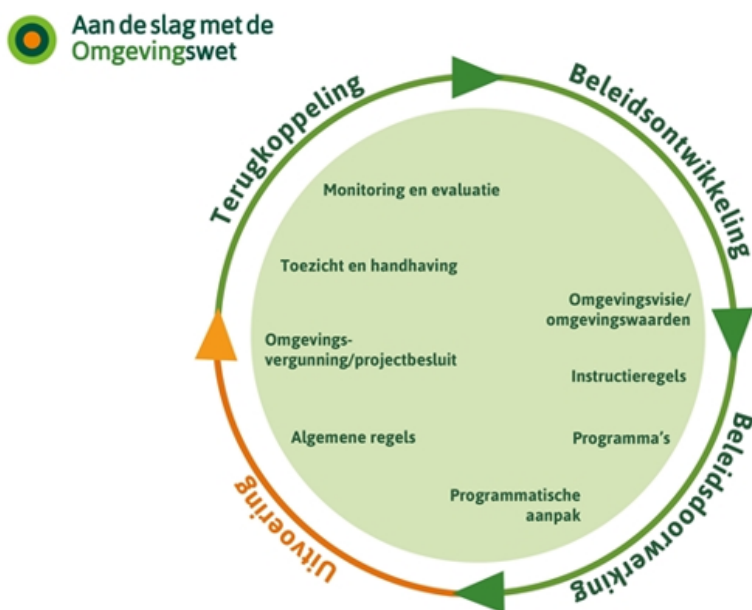 Aan de slag met de
Omgevingswet
Terugkoppeling
Beleidsontwikkeling
Monitoring en evaluatie
Toezicht en handhaving
Omgevingsvisie/
omgevingswaarden
Omgevings-
vergunning/projectbesluit
Instructieregels
Algemene regels
Programma's
Programmatische
aanpak
Beleidsdoorwerking
Uitvoering